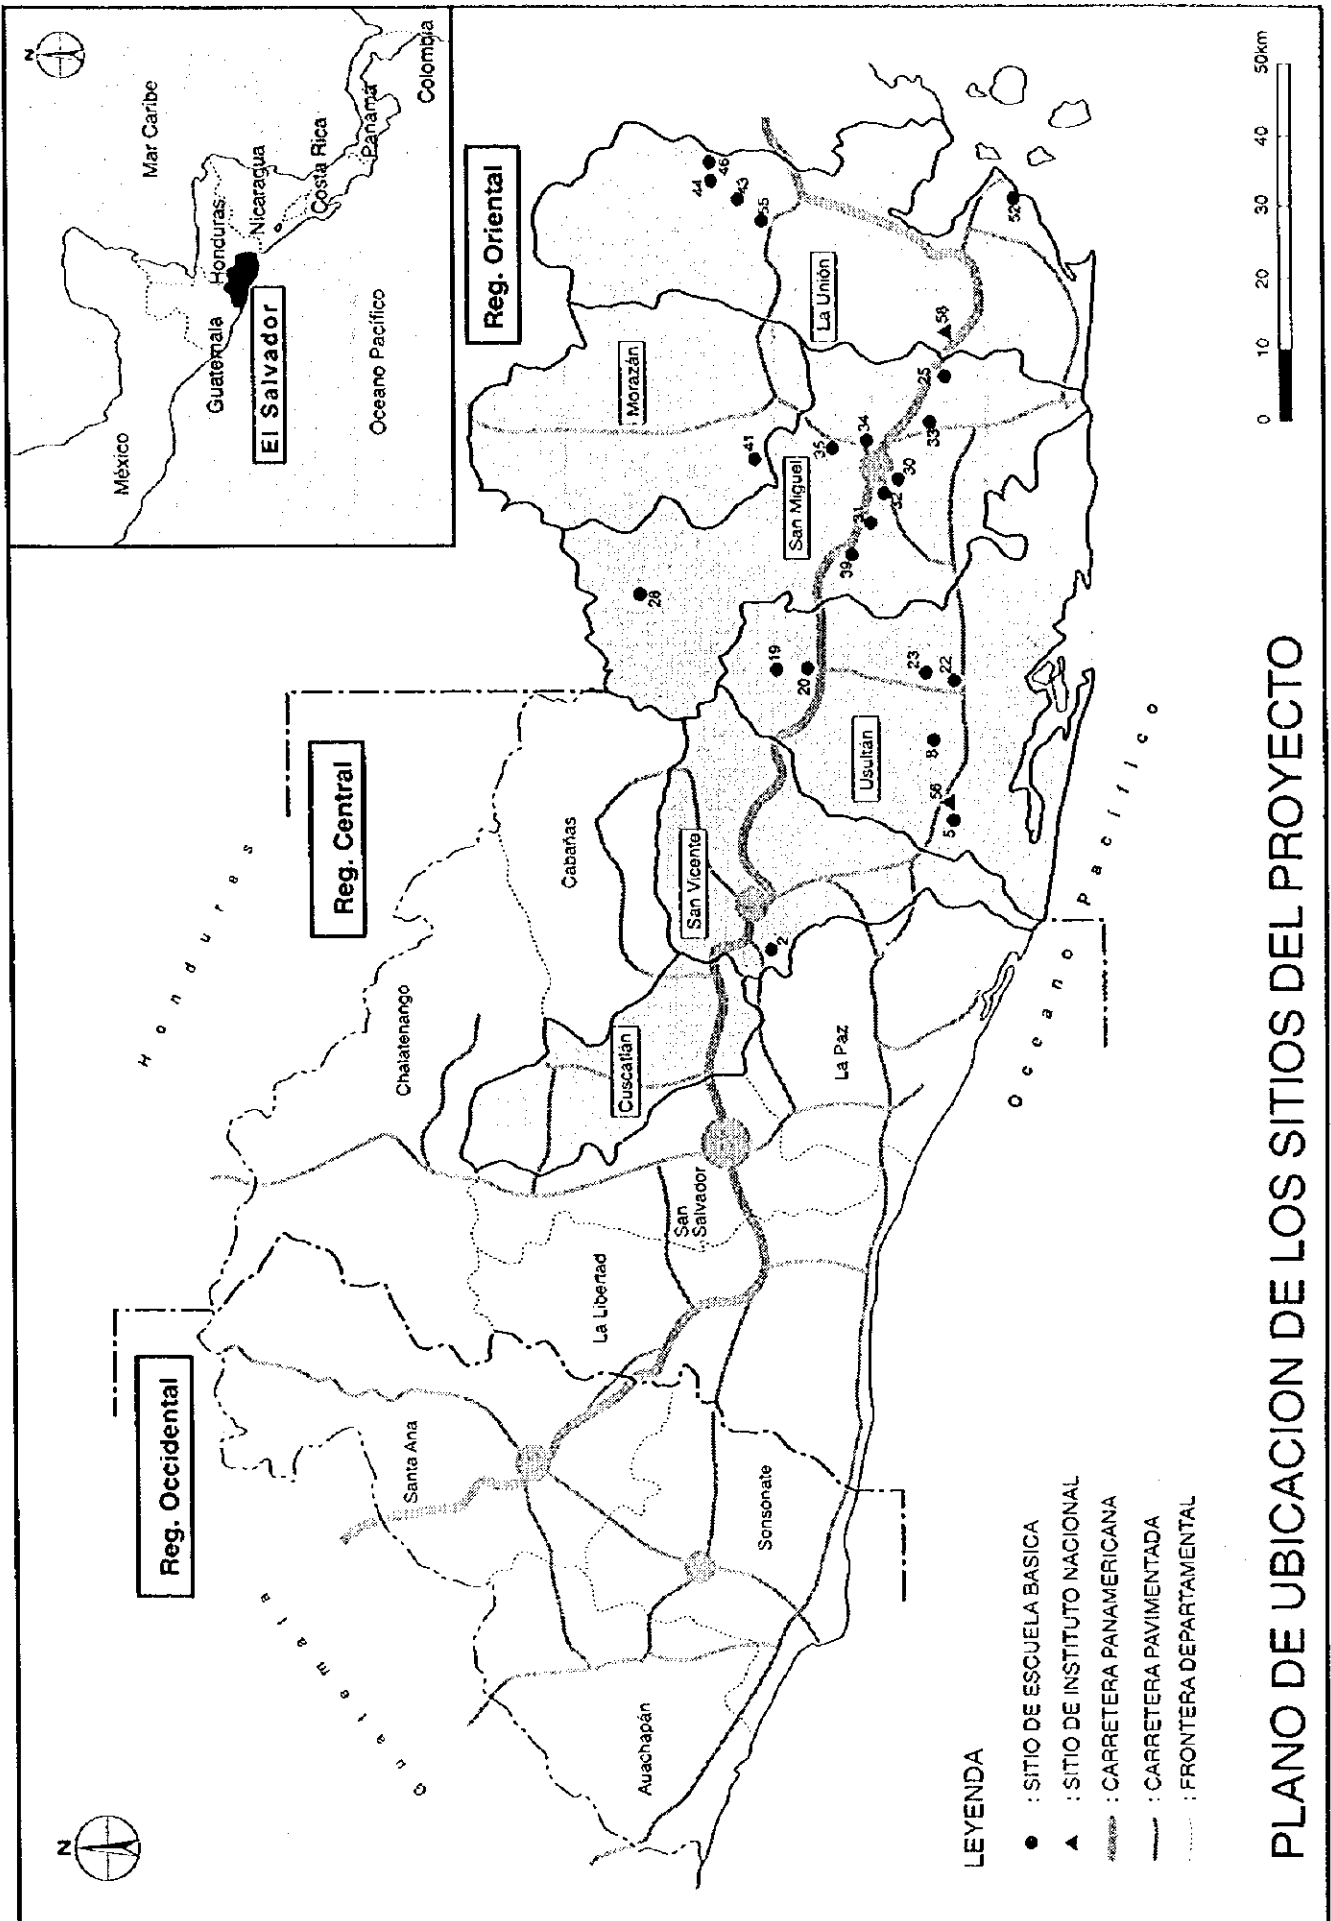 N
México
Guatemala
Honduras
Mar Caribe
Nicaragua
Costa Rica
Panamá
Colombia
El Salvador
Oceano Pacífico
N
Reg. Occidental
Reg. Central
Reg. Oriental
Guatemala
Honduras
Santa Ana
Auachapán
Sonsonate
La Libertad
San
Salvador
Chalatenango
Cuscatlán
Cabañas
San Vicente
La Paz
Usultán
San Miguel
Morazán
La Unión
Oceano Pacífico
2
5
56
8
22
23
20
19
28
39
31
32
30
34
35
41
33
25
58
52
55
43
44
46
LEYENDA
● : SITIO DE ESCUELA BASICA
▲ : SITIO DE INSTITUTO NACIONAL
: CARRETERA PANAMERICANA
: CARRETERA PAVIMENTADA
: FRONTERA DEPARTAMENTAL
0 10 20 30 40 50km
PLANO DE UBICACION DE LOS SITIOS DEL PROYECTO